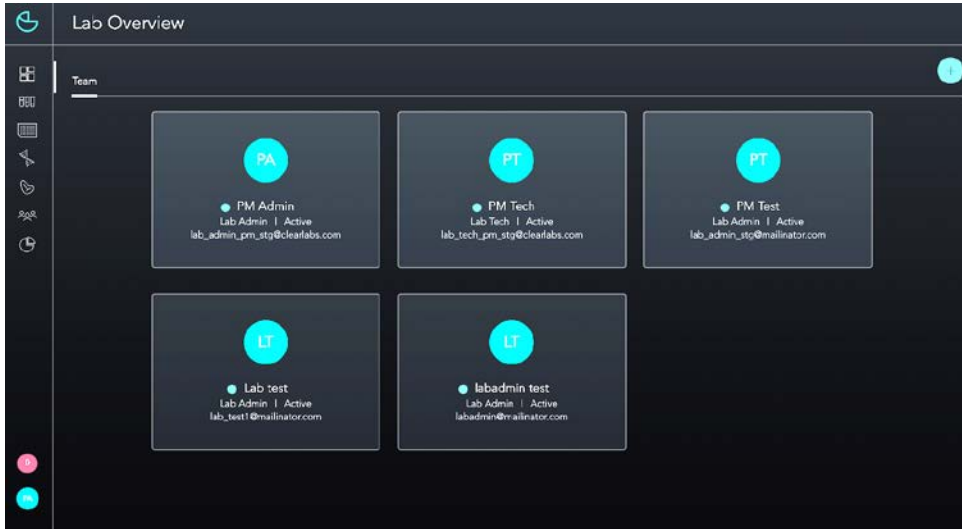 Lab Overview
Team
+
PA
PM Admin
Lab Admin | Active
lab_admin_pm_stg@clearlabs.com
PT
PM Tech
Lab Tech | Active
lab_tech_pm_stg@clearlabs.com
PT
PM Test
Lab Admin | Active
lab_admin_stg@mailinator.com
LT
Lab test
Lab Admin | Active
lab_test1@mailinator.com
LT
labadmin test
Lab Admin | Active
labadmin@mailinator.com
PA